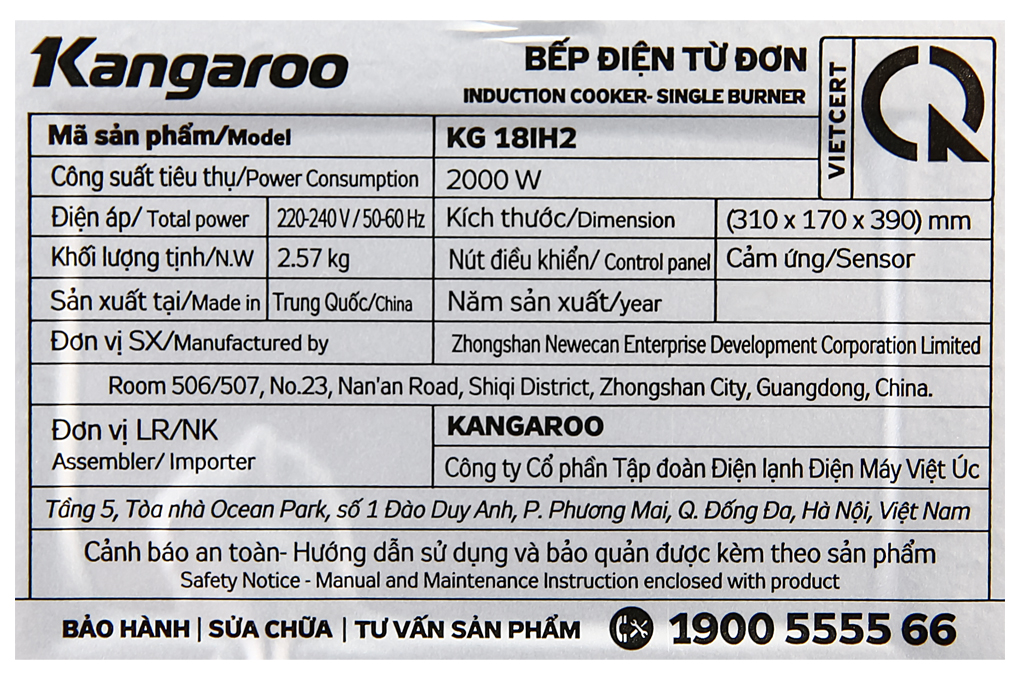 Kangaroo
BẾP ĐIỆN TỪ ĐƠN
INDUCTION COOKER- SINGLE BURNER
VIETCERT
Mã sản phẩm/Model KG 18IH2
Công suất tiêu thụ/Power Consumption 2000 W
Điện áp/ Total power 220-240 V / 50-60 Hz Kích thước/Dimension (310 x 170 x 390) mm
Khối lượng tịnh/N.W 2.57 kg Nút điều khiển/ Control panel Cảm ứng/Sensor
Sản xuất tại/Made in Trung Quốc/China Năm sản xuất/year
Đơn vị SX/Manufactured by Zhongshan Newecan Enterprise Development Corporation Limited
Room 506/507, No.23, Nan'an Road, Shiqi District, Zhongshan City, Guangdong, China.
Đơn vị LR/NK
Assembler/ Importer
KANGAROO
Công ty Cổ phần Tập đoàn Điện lạnh Điện Máy Việt Úc
Tầng 5, Tòa nhà Ocean Park, số 1 Đào Duy Anh, P. Phương Mai, Q. Đống Đa, Hà Nội, Việt Nam
Cảnh báo an toàn- Hướng dẫn sử dụng và bảo quản được kèm theo sản phẩm
Safety Notice - Manual and Maintenance Instruction enclosed with product
BẢO HÀNH | SỬA CHỮA | TƯ VẤN SẢN PHẨM 1900 5555 66